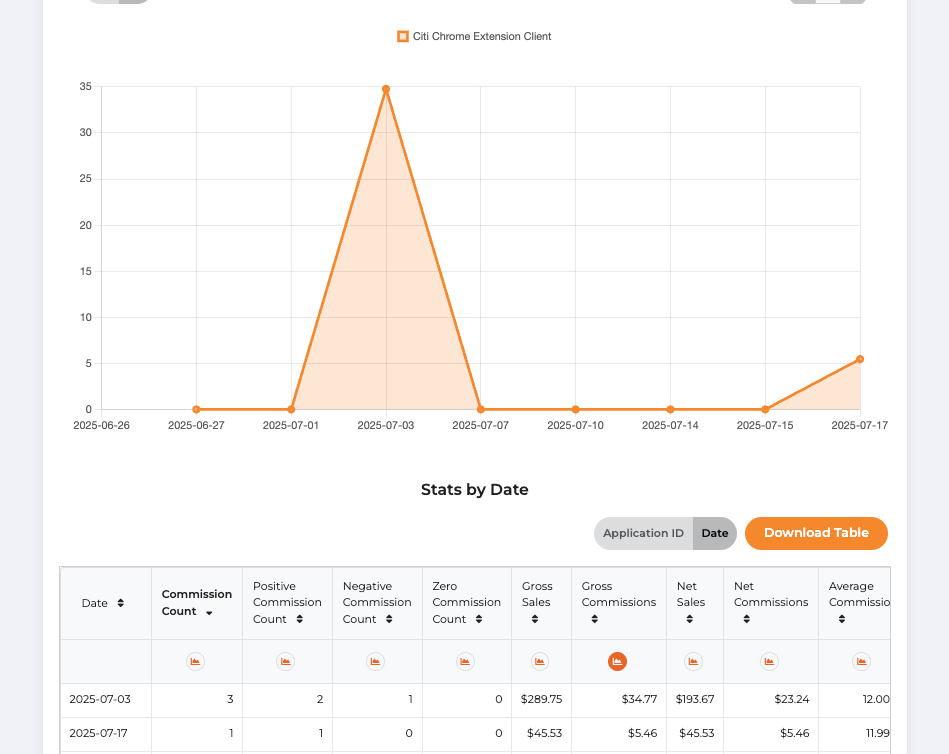 Citi Chrome Extension Client
35
30
25
20
15
10
5
0
2025-06-26 2025-06-27 2025-07-01 2025-07-03 2025-07-07 2025-07-10 2025-07-14 2025-07-15 2025-07-17
Stats by Date
Application ID Date Download Table
Date Commission Count Positive Commission Count Negative Commission Count Zero Commission Count Gross Sales Gross Commissions Net Sales Net Commissions Average Commissio
2025-07-03 3 2 1 0 $289.75 $34.77 $193.67 $23.24 12.00
2025-07-17 1 1 0 0 $45.53 $5.46 $45.53 $5.46 11.99